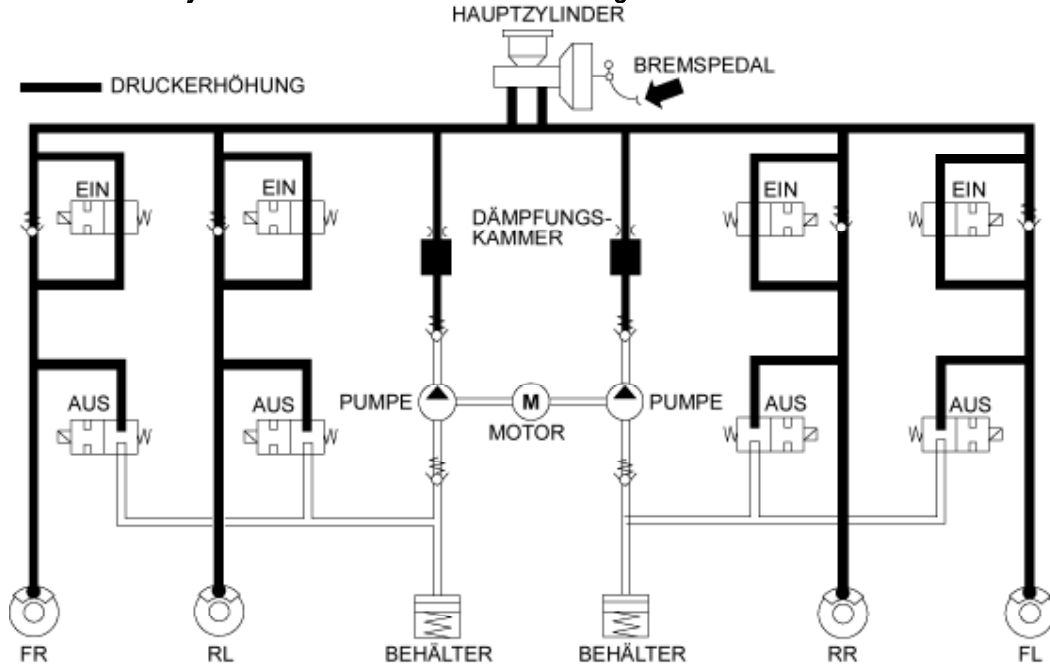 HAUPTZYLINDER
BREMSPEDAL
DRUCKERHÖHUNG
EIN
EIN
EIN
EIN
DÄMPFUNGS-
KAMMER
AUS
AUS
PUMPE
M
PUMPE
AUS
AUS
MOTOR
FR
RL
BEHÄLTER
BEHÄLTER
RR
FL